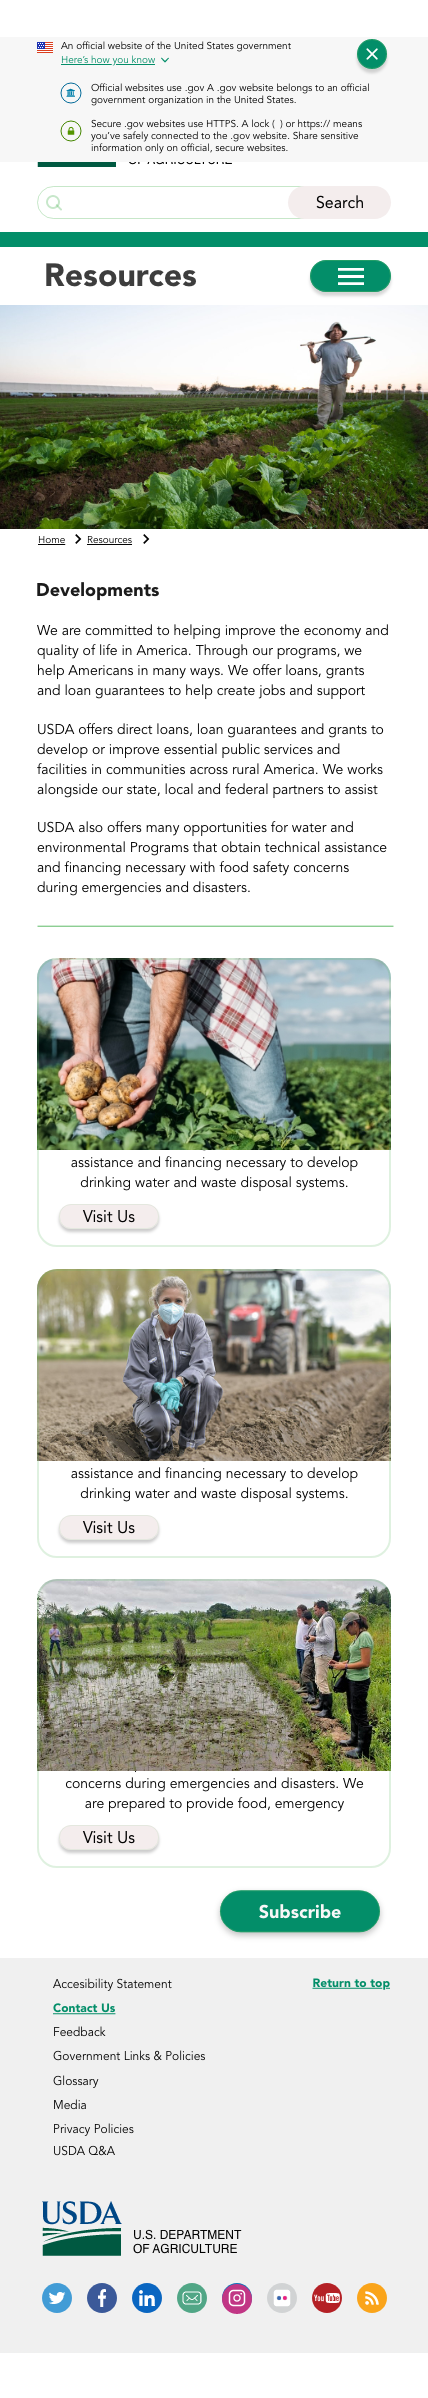 An official website of the United States government
Here's how you know
Official websites use .gov A .gov website belongs to an official
government organization in the United States.
Secure .gov websites use HTTPS. A lock ( ) or https:// means
you've safely connected to the .gov website. Share sensitive
information only on official, secure websites.
OF AGRICULTURE
Search
Resources
Home
Resources
Developments
We are committed to helping improve the economy and
quality of life in America. Through our programs, we
help Americans in many ways. We offer loans, grants
and loan guarantees to help create jobs and support
USDA offers direct loans, loan guarantees and grants to
develop or improve essential public services and
facilities in communities across rural America. We works
alongside our state, local and federal partners to assist
USDA also offers many opportunities for water and
environmental Programs that obtain technical assistance
and financing necessary with food safety concerns
during emergencies and disasters.
assistance and financing necessary to develop
drinking water and waste disposal systems.
Visit Us
assistance and financing necessary to develop
drinking water and waste disposal systems.
Visit Us
concerns during emergencies and disasters. We
are prepared to provide food, emergency
Visit Us
Subscribe
Accesibility Statement
Return to top
Contact Us
Feedback
Government Links & Policies
Glossary
Media
Privacy Policies
USDA Q&A
USDA
U.S. DEPARTMENT
OF AGRICULTURE
You Tube